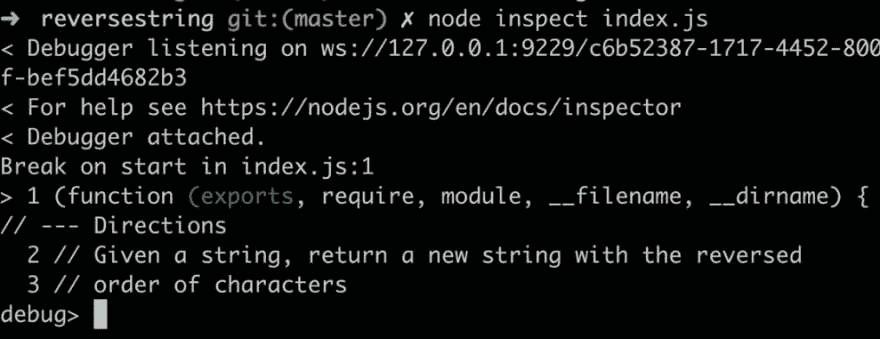 ➜ reversestring git:(master) ✗ node inspect index.js
< Debugger listening on ws://127.0.0.1:9229/c6b52387-1717-4452-800
f-bef5dd4682b3
< For help see https://nodejs.org/en/docs/inspector
< Debugger attached.
Break on start in index.js:1
> 1 (function (exports, require, module, __filename, __dirname) {
// --- Directions
  2 // Given a string, return a new string with the reversed
  3 // order of characters
debug>